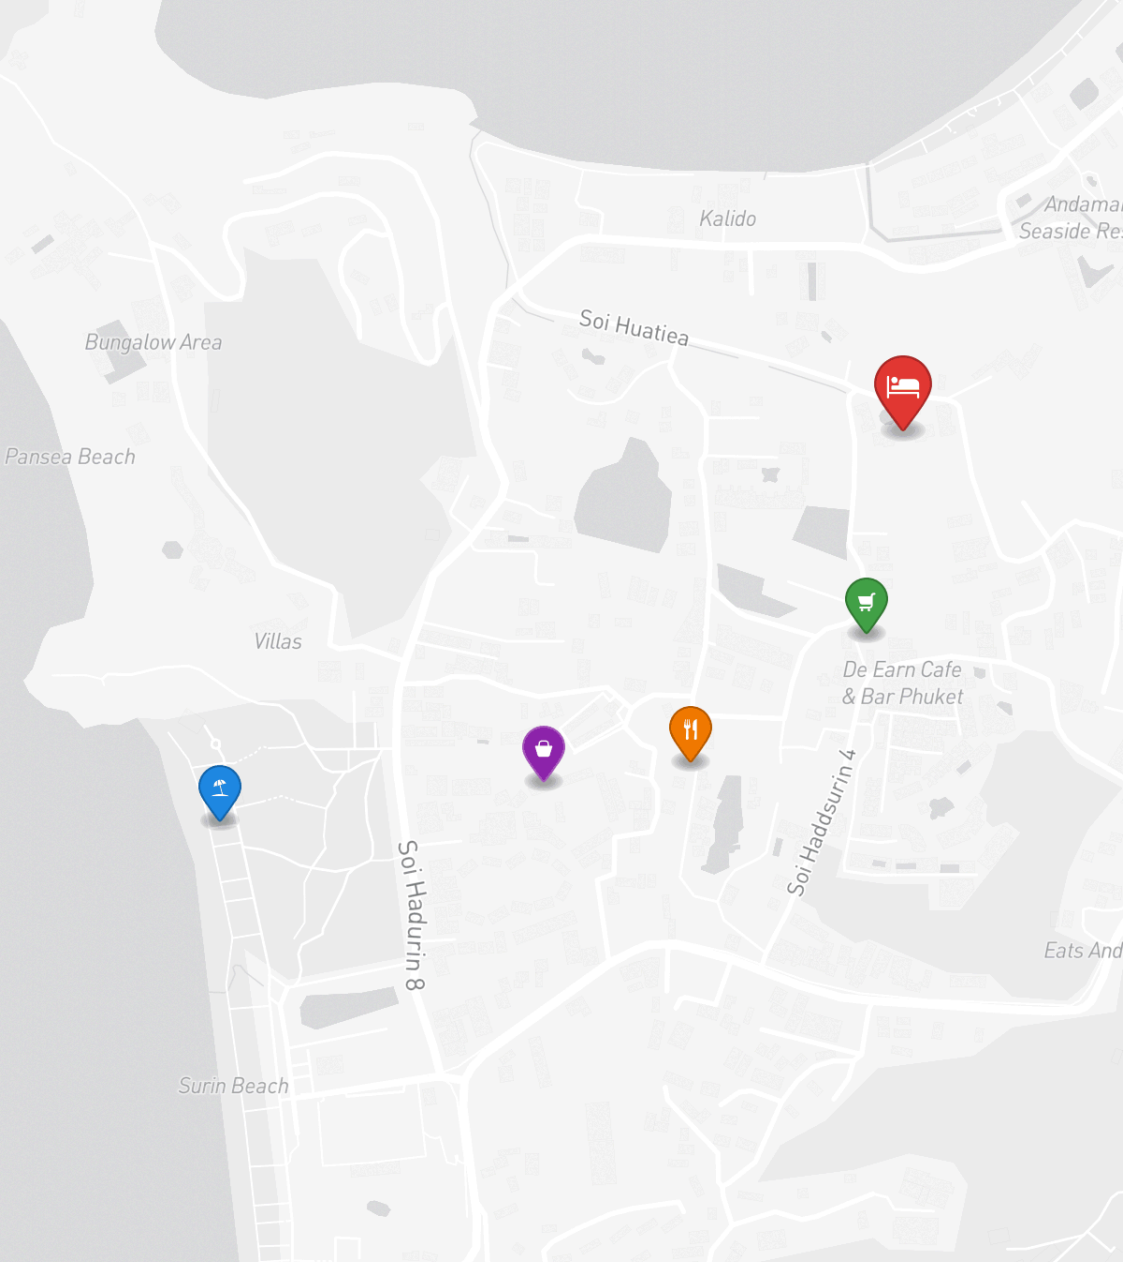 Kalido
Andama
Seaside Res
Soi Huatiea
Bungalow Area
Pansea Beach
Villas
De Earn Cafe
& Bar Phuket
Soi Haddsurin 4
Soi Hadurin 8
Eats And
Surin Beach